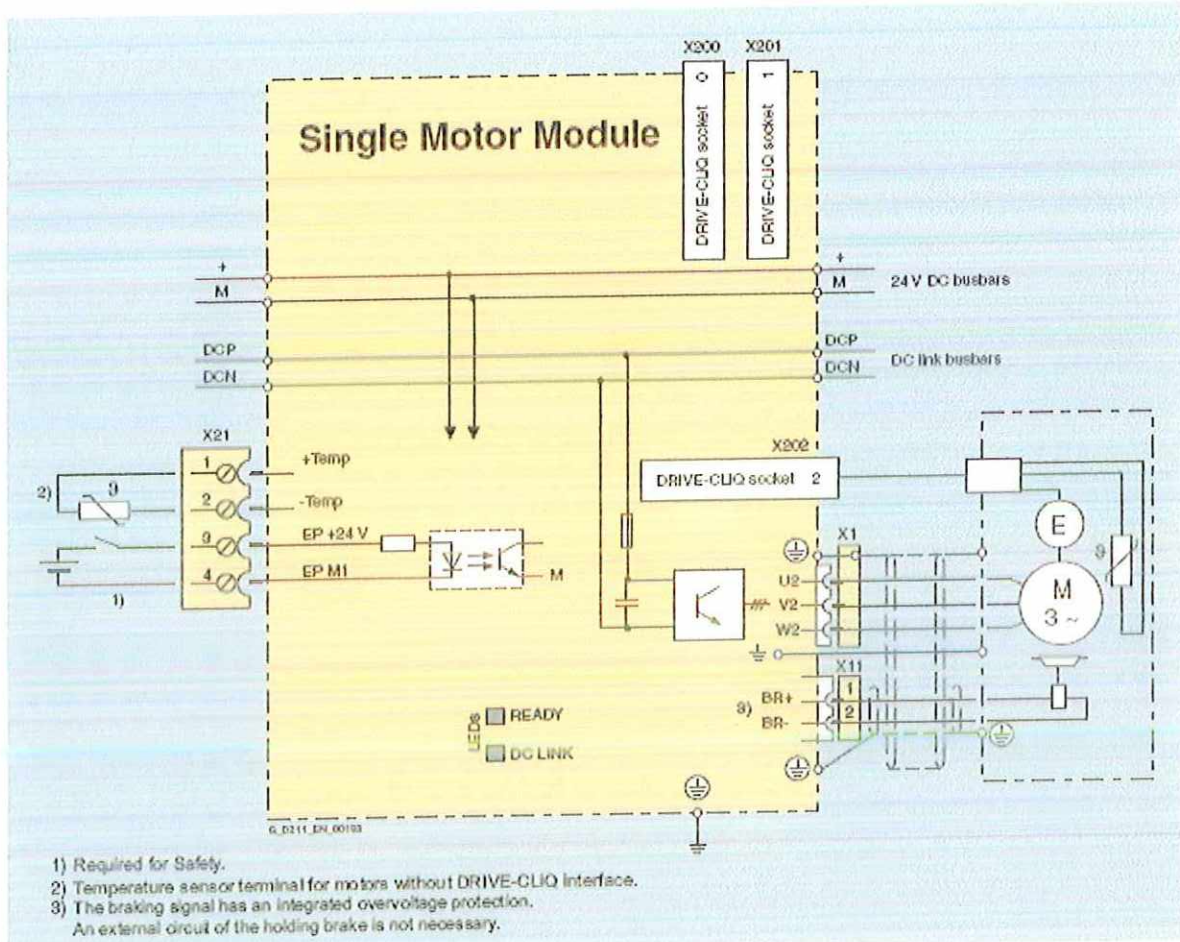 X200 X201
Single Motor Module
DRIVE-CLiQ socket 0
DRIVE-CLiQ socket 1
+ +
M M 24 V DC busbars
DCP DCP
DCN DCN DC link busbars
X21
X202
1 +Temp
DRIVE-CLiQ socket 2
2) ϑ
2 -Temp
E
3 EP +24 V
X1
ϑ
4 EP M1
M
U2
M
3 ~
1)
V2
W2
X11
3) BR+ 1
BR- 2
LEDs
READY
DC LINK
G_D211_EN_00193
1) Required for Safety.
2) Temperature sensor terminal for motors without DRIVE-CLiQ interface.
3) The braking signal has an integrated overvoltage protection.
An external circuit of the holding brake is not necessary.